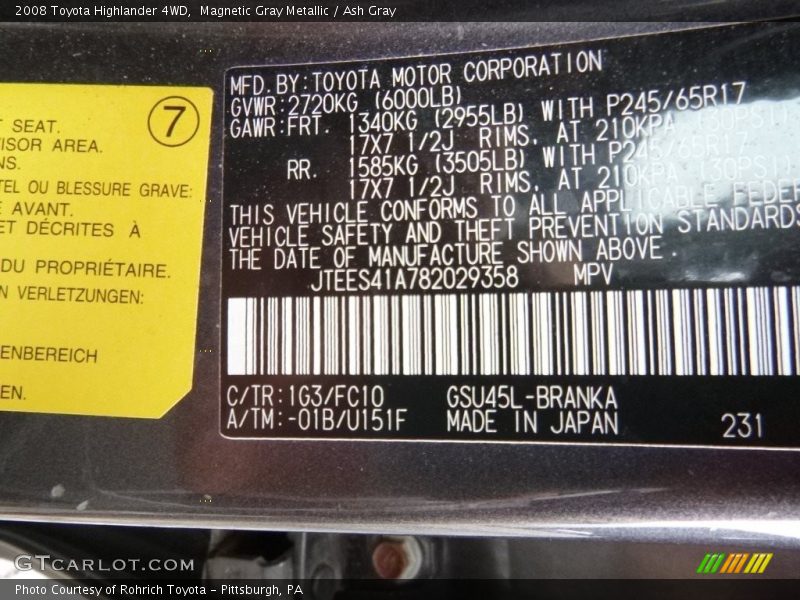 2008 Toyota Highlander 4WD, Magnetic Gray Metallic / Ash Gray
7
T SEAT.
ISOR AREA.
NS.
TEL OU BLESSURE GRAVE:
E AVANT.
ET DÉCRITES À
DU PROPRIÉTAIRE.
N VERLETZUNGEN:
ENBEREICH
EN.
MFD. BY:TOYOTA MOTOR CORPORATION
GVWR:2720KG (6000LB)
GAWR:FRT. 1340KG (2955LB) WITH P245/65R17
17X7 1/2J RIMS, AT 210KPA (30PSI)
RR. 1585KG (3505LB) WITH P245/65R17
17X7 1/2J RIMS, AT 210KPA (30PSI)
THIS VEHICLE CONFORMS TO ALL APPLICABLE FEDER
VEHICLE SAFETY AND THEFT PREVENTION STANDARDS
THE DATE OF MANUFACTURE SHOWN ABOVE.
JTEES41A782029358 MPV
C/TR:1G3/FC10 GSU45L-BRANKA
A/TM:-01B/U151F MADE IN JAPAN 231
GTCARLOT.COM
Photo Courtesy of Rohrich Toyota - Pittsburgh, PA